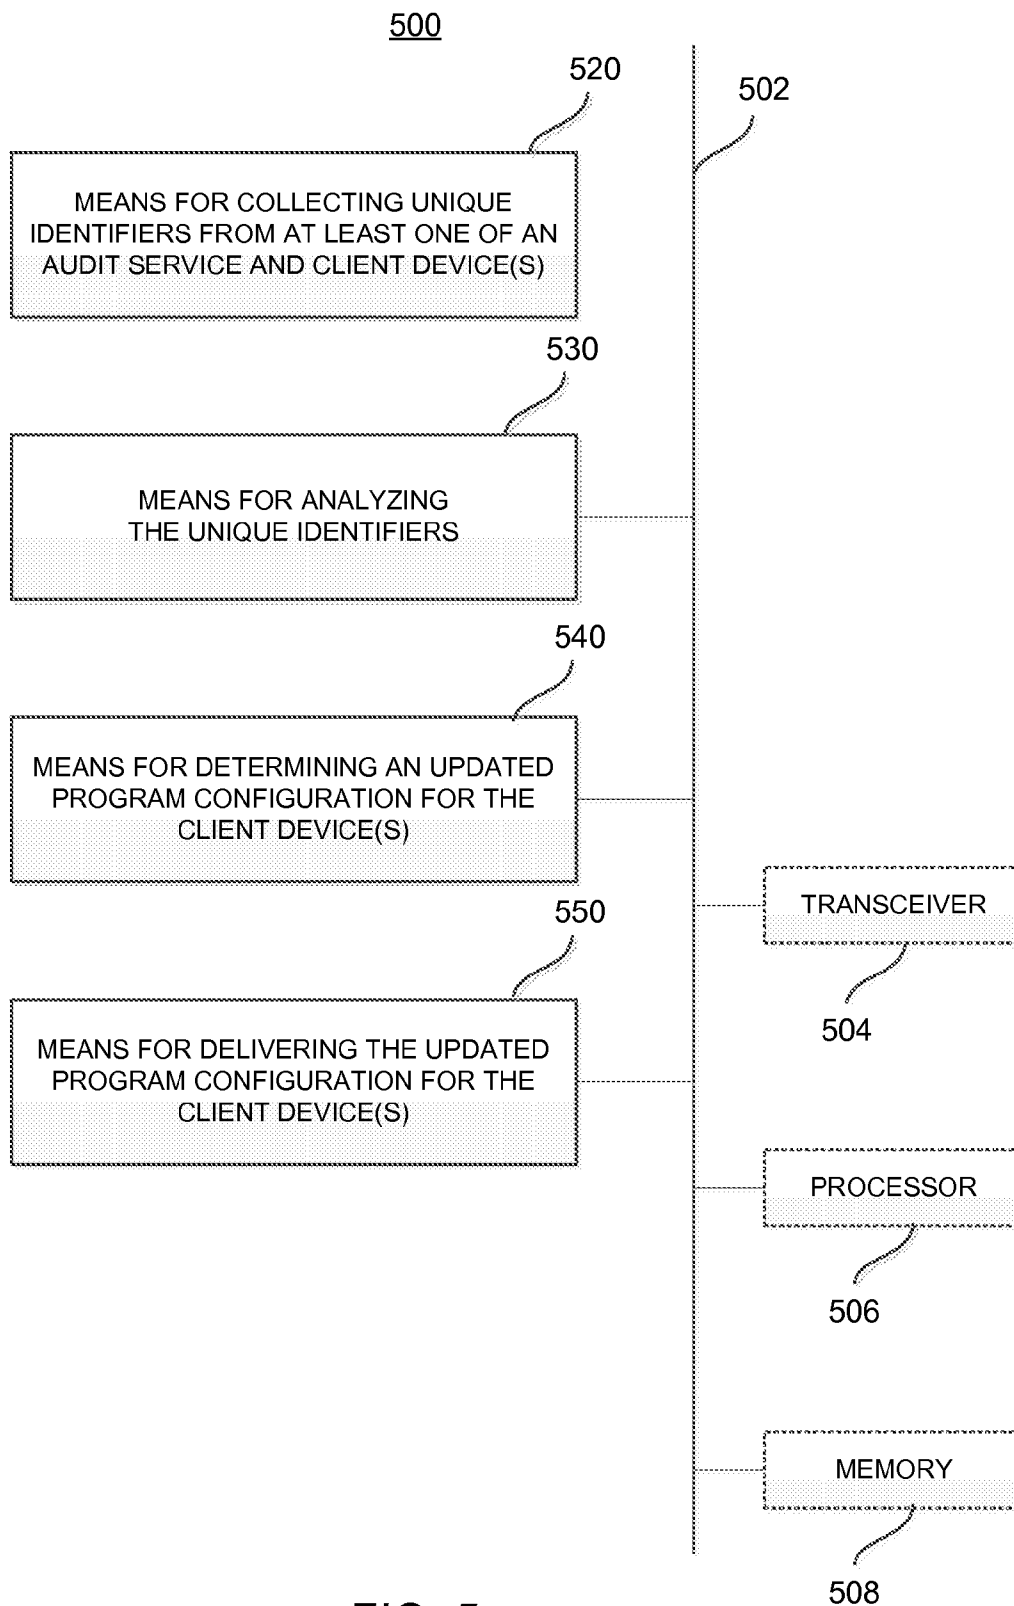 500
520
502
MEANS FOR COLLECTING UNIQUE
IDENTIFIERS FROM AT LEAST ONE OF AN
AUDIT SERVICE AND CLIENT DEVICE(S)
530
MEANS FOR ANALYZING
THE UNIQUE IDENTIFIERS
540
MEANS FOR DETERMINING AN UPDATED
PROGRAM CONFIGURATION FOR THE
CLIENT DEVICE(S)
TRANSCEIVER
504
550
MEANS FOR DELIVERING THE UPDATED
PROGRAM CONFIGURATION FOR THE
CLIENT DEVICE(S)
PROCESSOR
506
MEMORY
508